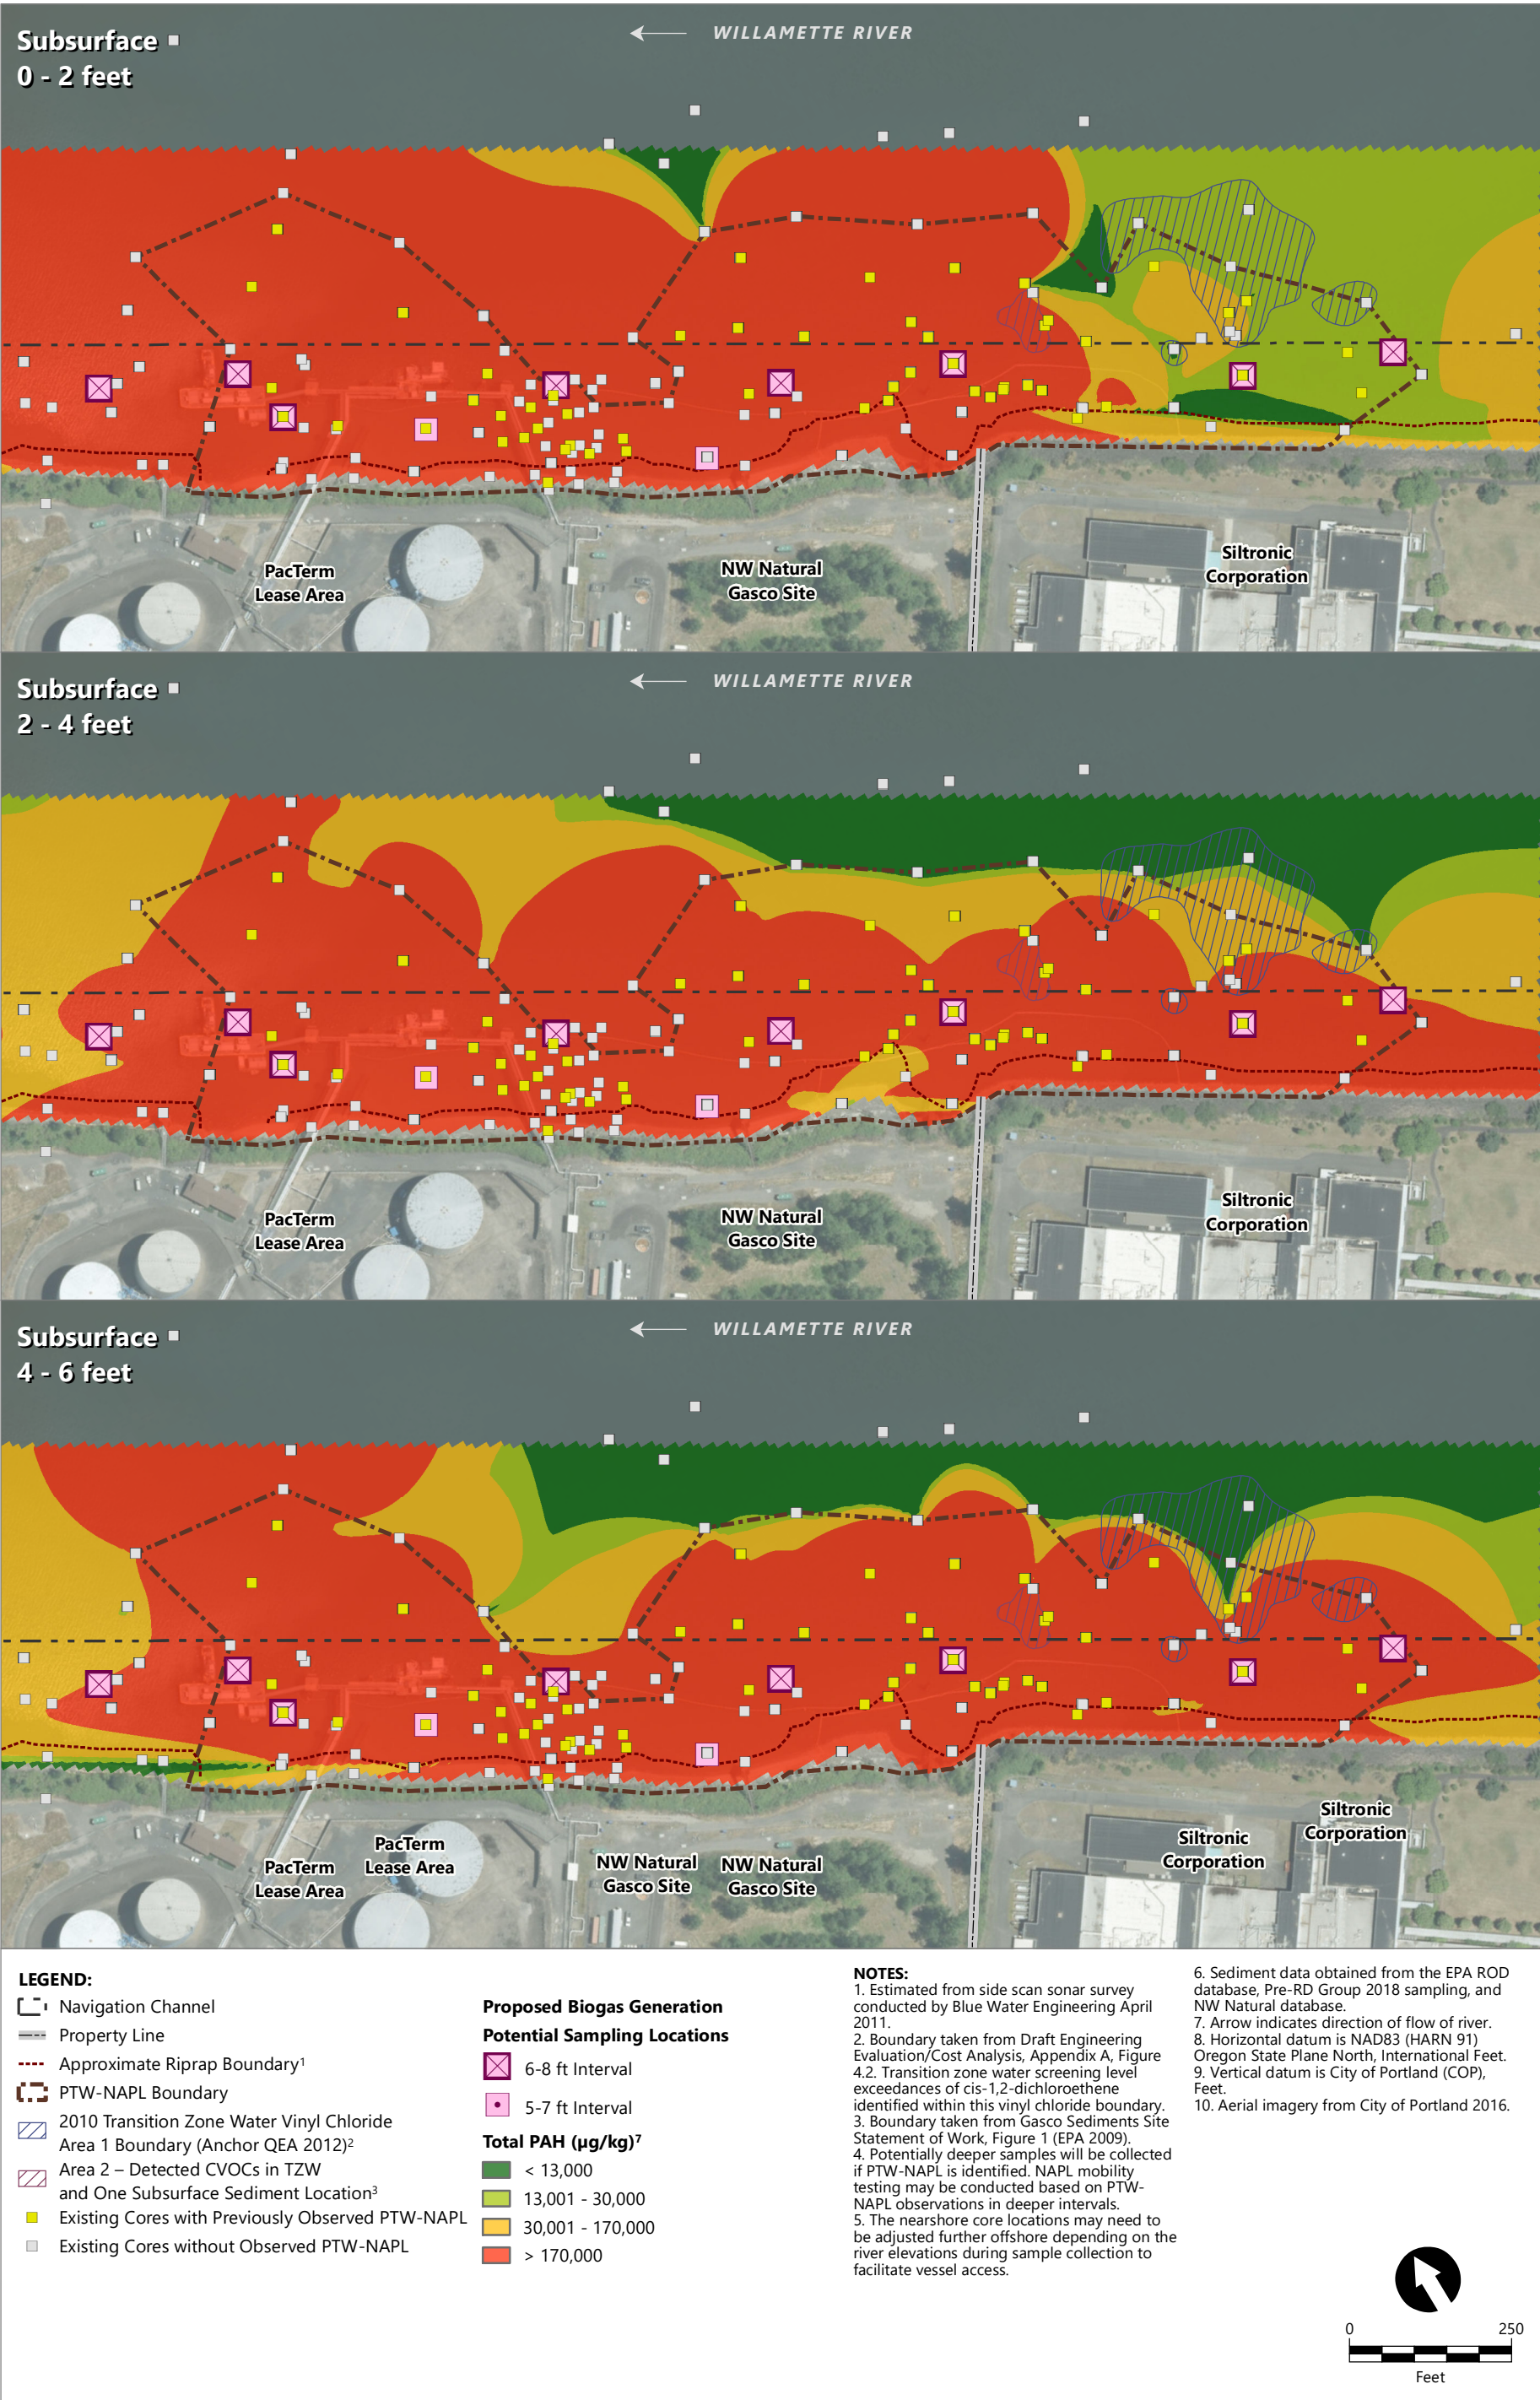 Subsurface
0 - 2 feet
WILLAMETTE RIVER
PacTerm
Lease Area
NW Natural
Gasco Site
Siltronic
Corporation
Subsurface
2 - 4 feet
WILLAMETTE RIVER
PacTerm
Lease Area
NW Natural
Gasco Site
Siltronic
Corporation
Subsurface
4 - 6 feet
WILLAMETTE RIVER
PacTerm
Lease Area
PacTerm
Lease Area
NW Natural
Gasco Site
NW Natural
Gasco Site
Siltronic
Corporation
Siltronic
Corporation
LEGEND:
Navigation Channel
Property Line
Approximate Riprap Boundary1
PTW-NAPL Boundary
2010 Transition Zone Water Vinyl Chloride
Area 1 Boundary (Anchor QEA 2012)2
Area 2 – Detected CVOCs in TZW
and One Subsurface Sediment Location3
Existing Cores with Previously Observed PTW-NAPL
Existing Cores without Observed PTW-NAPL
Proposed Biogas Generation
Potential Sampling Locations
6-8 ft Interval
5-7 ft Interval
Total PAH (µg/kg)7
< 13,000
13,001 - 30,000
30,001 - 170,000
> 170,000
NOTES:
1. Estimated from side scan sonar survey
conducted by Blue Water Engineering April
2011.
2. Boundary taken from Draft Engineering
Evaluation/Cost Analysis, Appendix A, Figure
4.2. Transition zone water screening level
exceedances of cis-1,2-dichloroethene
identified within this vinyl chloride boundary.
3. Boundary taken from Gasco Sediments Site
Statement of Work, Figure 1 (EPA 2009).
4. Potentially deeper samples will be collected
if PTW-NAPL is identified. NAPL mobility
testing may be conducted based on PTW-
NAPL observations in deeper intervals.
5. The nearshore core locations may need to
be adjusted further offshore depending on the
river elevations during sample collection to
facilitate vessel access.
6. Sediment data obtained from the EPA ROD
database, Pre-RD Group 2018 sampling, and
NW Natural database.
7. Arrow indicates direction of flow of river.
8. Horizontal datum is NAD83 (HARN 91)
Oregon State Plane North, International Feet.
9. Vertical datum is City of Portland (COP),
Feet.
10. Aerial imagery from City of Portland 2016.
0 250
Feet